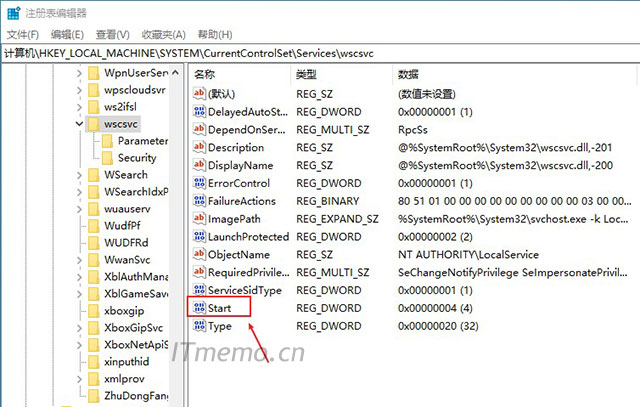 注册表编辑器
文件(F) 编辑(E) 查看(V) 收藏夹(A) 帮助(H)
计算机\HKEY_LOCAL_MACHINE\SYSTEM\CurrentControlSet\Services\wscsvc
WpnUserServ
wpscloudsvr
ws2ifsl
wscsvc
Parameter
Security
WSearch
WSearchIdxP
wuauserv
WudfPf
WUDFRd
WwanSvc
XblAuthMana
XblGameSave
xboxgip
XboxGipSvc
XboxNetApiS
xinputhid
xmlprov
ZhuDongFang
名称 类型 数据
(默认) REG_SZ (数值未设置)
DelayedAutoSt... REG_DWORD 0x00000001 (1)
DependOnServ... REG_MULTI_SZ RpcSs
Description REG_SZ @%SystemRoot%\System32\wscsvc.dll,-201
DisplayName REG_SZ @%SystemRoot%\System32\wscsvc.dll,-200
ErrorControl REG_DWORD 0x00000001 (1)
FailureActions REG_BINARY 80 51 01 00 00 00 00 00 00 00 00 00 03 00 00...
ImagePath REG_EXPAND_SZ %SystemRoot%\System32\svchost.exe -k Loc...
LaunchProtected REG_DWORD 0x00000002 (2)
ObjectName REG_SZ NT AUTHORITY\LocalService
RequiredPrivile... REG_MULTI_SZ SeChangeNotifyPrivilege SeImpersonatePrivil...
ServiceSidType REG_DWORD 0x00000001 (1)
Start REG_DWORD 0x00000004 (4)
Type REG_DWORD 0x00000020 (32)
ITmemo.cn